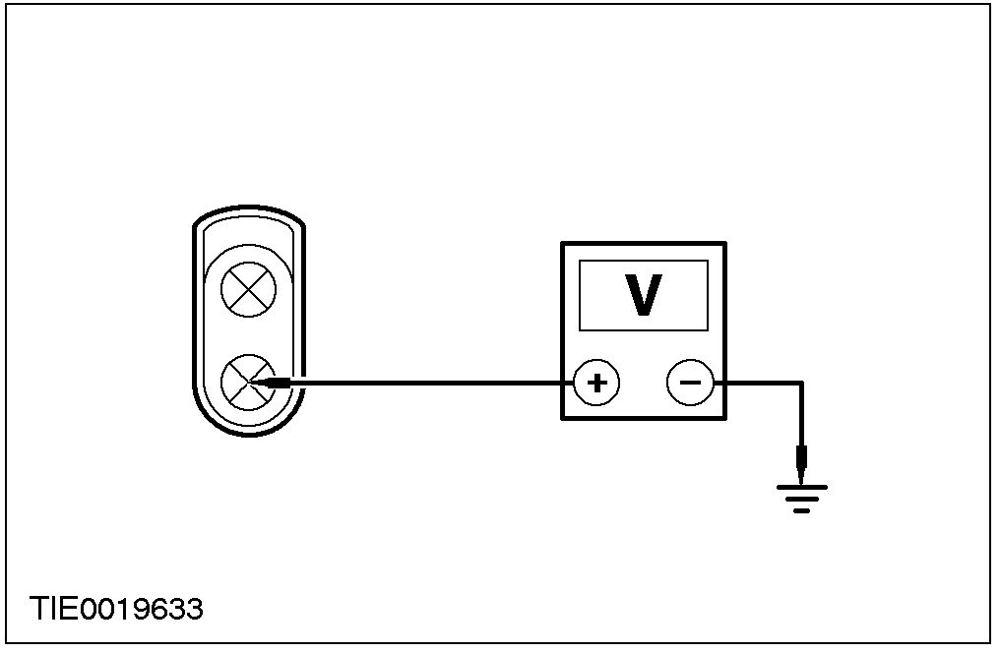 V
+ −
TIE0019633